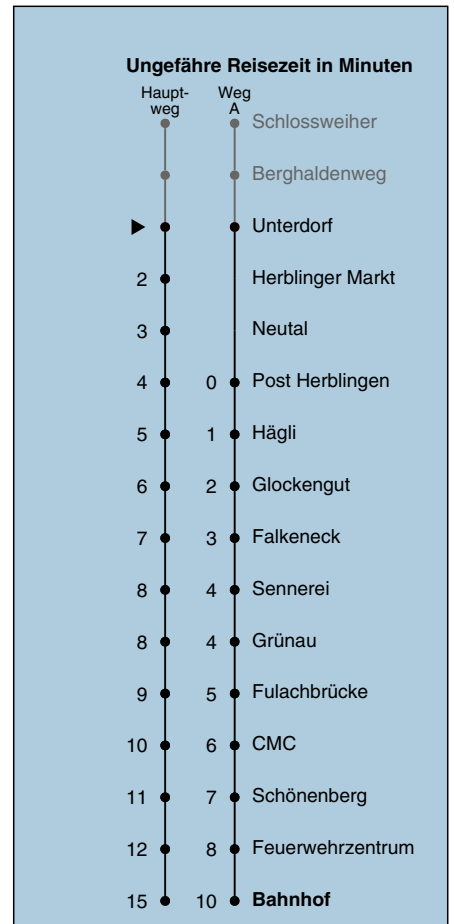 Ungefähre Reisezeit in Minuten
Haupt- Weg
weg A
Schlossweiher
Berghaldenweg
Unterdorf
2 Herblinger Markt
3 Neutal
4 0 Post Herblingen
5 1 Hägli
6 2 Glockengut
7 3 Falkeneck
8 4 Sennerei
8 4 Grünau
9 5 Fulachbrücke
10 6 CMC
11 7 Schönenberg
12 8 Feuerwehrzentrum
15 10 Bahnhof